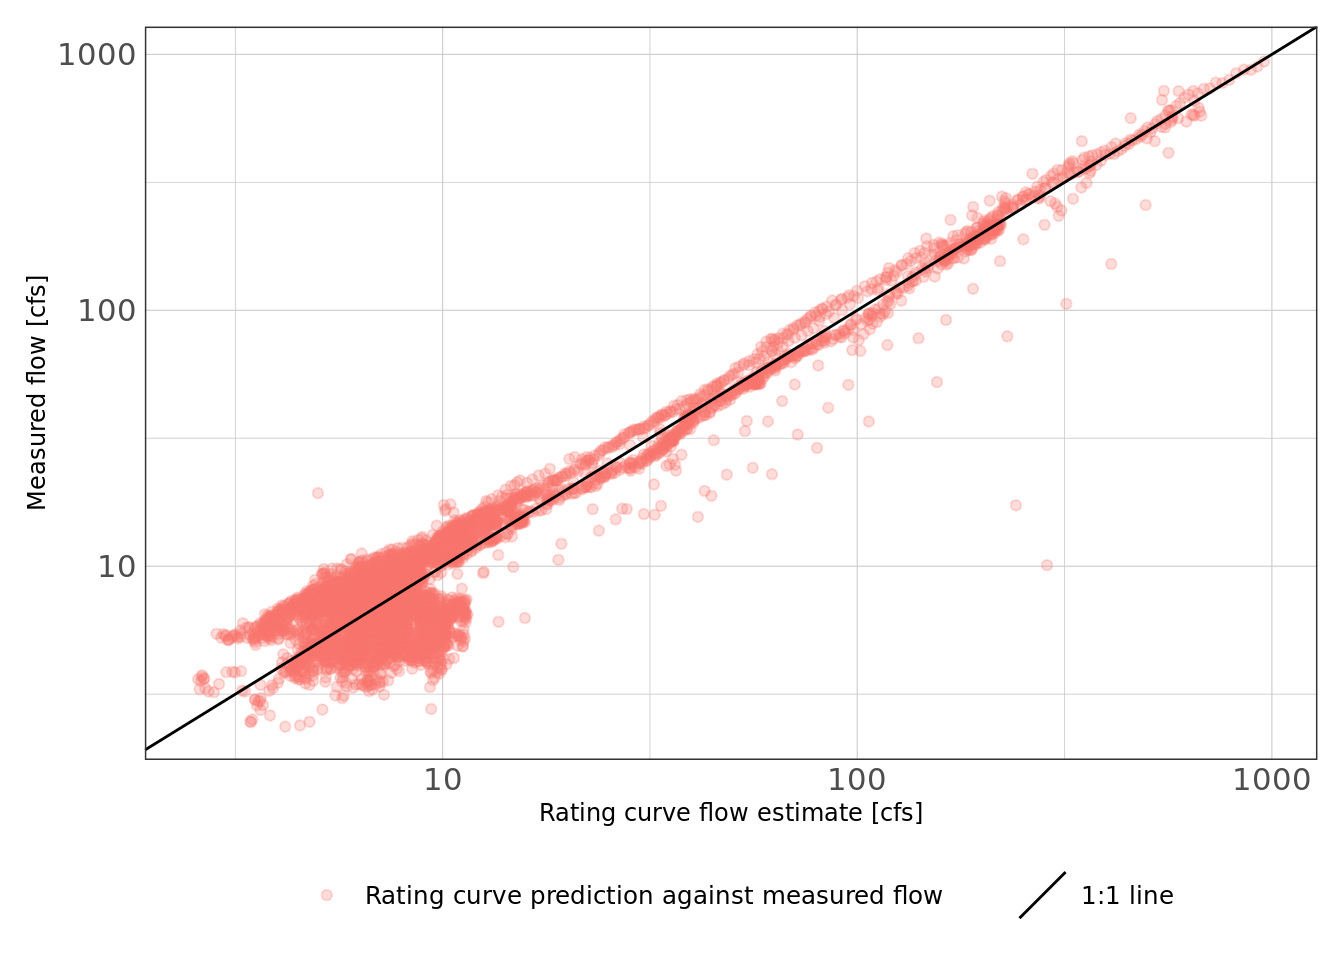 1000
100
10
Measured flow [cfs]
10 100 1000
Rating curve flow estimate [cfs]
Rating curve prediction against measured flow 1:1 line